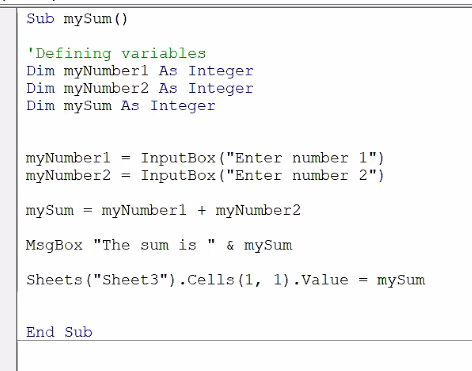 Sub mySum()
'Defining variables
Dim myNumber1 As Integer
Dim myNumber2 As Integer
Dim mySum As Integer
myNumber1 = InputBox("Enter number 1")
myNumber2 = InputBox("Enter number 2")
mySum = myNumber1 + myNumber2
MsgBox "The sum is " & mySum
Sheets("Sheet3").Cells(1, 1).Value = mySum
End Sub